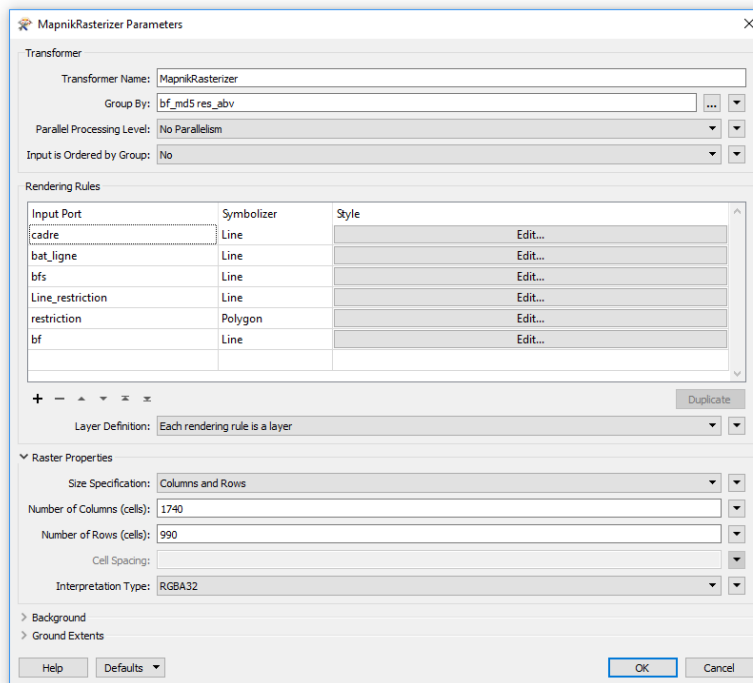 MapnikRasterizer Parameters
Transformer
Transformer Name: MapnikRasterizer
Group By: bf_md5 res_abv ...
Parallel Processing Level: No Parallelism
Input is Ordered by Group: No
Rendering Rules
Input Port Symbolizer Style
cadre Line Edit...
bat_ligne Line Edit...
bfs Line Edit...
Line_restriction Line Edit...
restriction Polygon Edit...
bf Line Edit...
Duplicate
Layer Definition: Each rendering rule is a layer
Raster Properties
Size Specification: Columns and Rows
Number of Columns (cells): 1740
Number of Rows (cells): 990
Cell Spacing:
Interpretation Type: RGBA32
Background
Ground Extents
Help Defaults OK Cancel